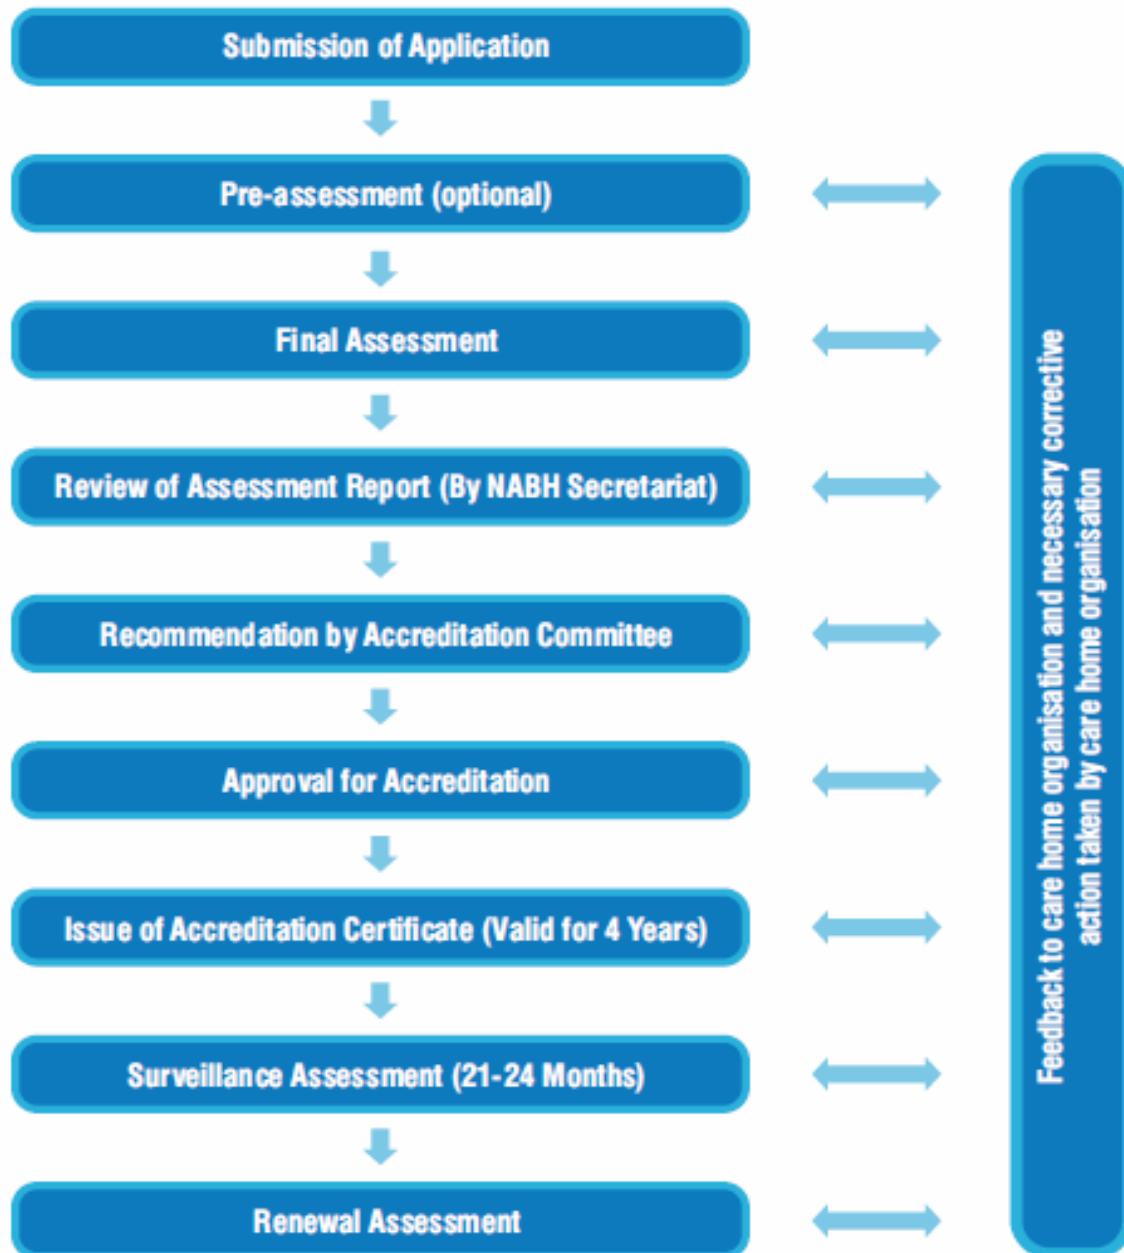 Submission of Application
Pre-assessment (optional)
Final Assessment
Review of Assessment Report (By NABH Secretariat)
Recommendation by Accreditation Committee
Approval for Accreditation
Issue of Accreditation Certificate (Valid for 4 Years)
Surveillance Assessment (21-24 Months)
Renewal Assessment
Feedback to care home organisation and necessary corrective
action taken by care home organisation